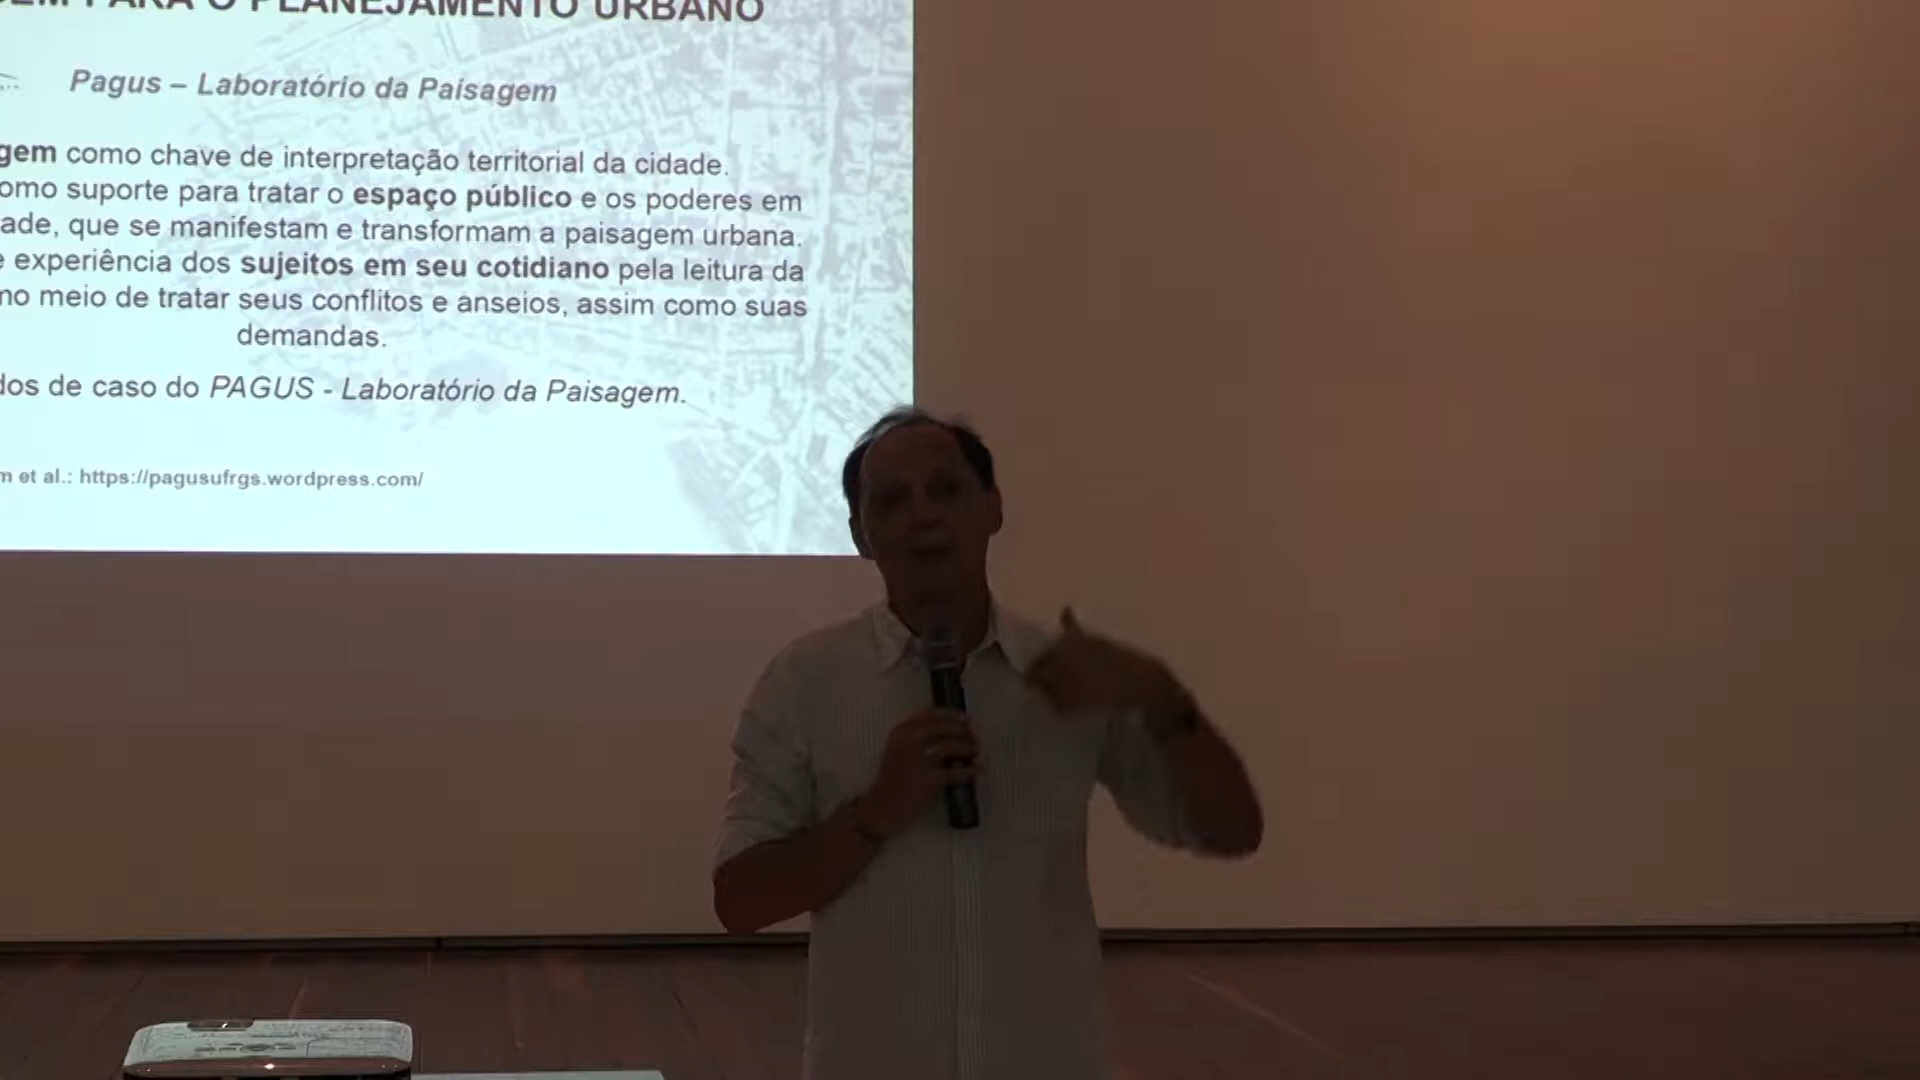 PARA O PLANEJAMENTO URBANO
Pagus – Laboratório da Paisagem
gem como chave de interpretação territorial da cidade.
omo suporte para tratar o espaço público e os poderes em
ade, que se manifestam e transformam a paisagem urbana.
e experiência dos sujeitos em seu cotidiano pela leitura da
mo meio de tratar seus conflitos e anseios, assim como suas
demandas.
dos de caso do PAGUS - Laboratório da Paisagem.
m et al.: https://pagusufrgs.wordpress.com/